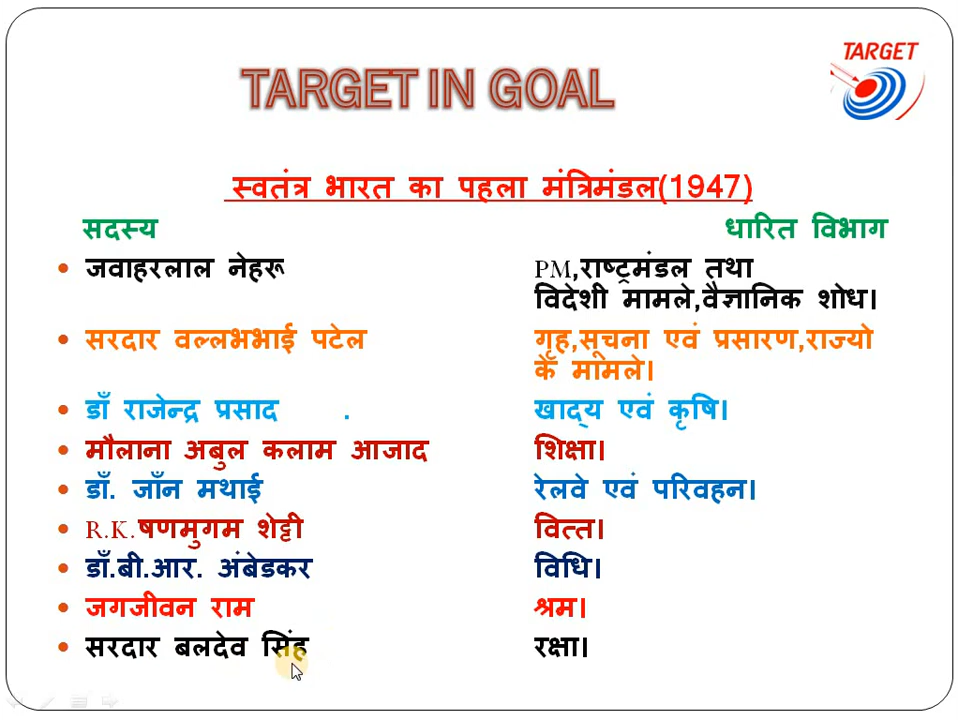 TARGET
TARGET IN GOAL
स्वतंत्र भारत का पहला मंत्रिमंडल(1947)
सदस्य धारित विभाग
• जवाहरलाल नेहरू PM,राष्ट्रमंडल तथा
विदेशी मामले,वैज्ञानिक शोध।
• सरदार वल्लभभाई पटेल गृह,सूचना एवं प्रसारण,राज्यो
के मामले।
• डाँ राजेन्द्र प्रसाद . खाद्य एवं कृषि।
• मौलाना अबुल कलाम आजाद शिक्षा।
• डाँ. जाँन मथाई रेलवे एवं परिवहन।
• R.K.षणमुगम शेट्टी वित्त।
• डाँ.बी.आर. अंबेडकर विधि।
• जगजीवन राम श्रम।
• सरदार बलदेव सिंह रक्षा।